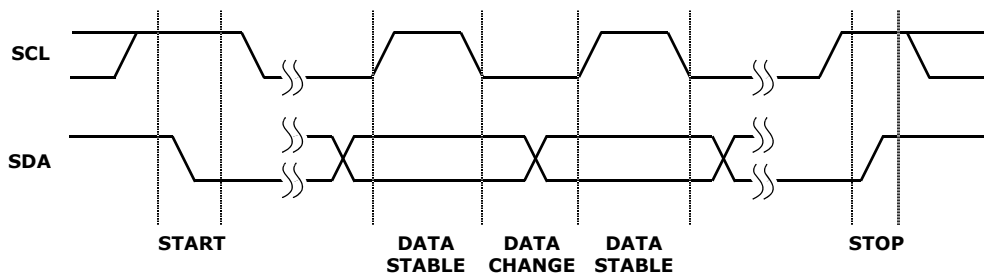 SCL
SDA
START
DATA
STABLE
DATA
CHANGE
DATA
STABLE
STOP